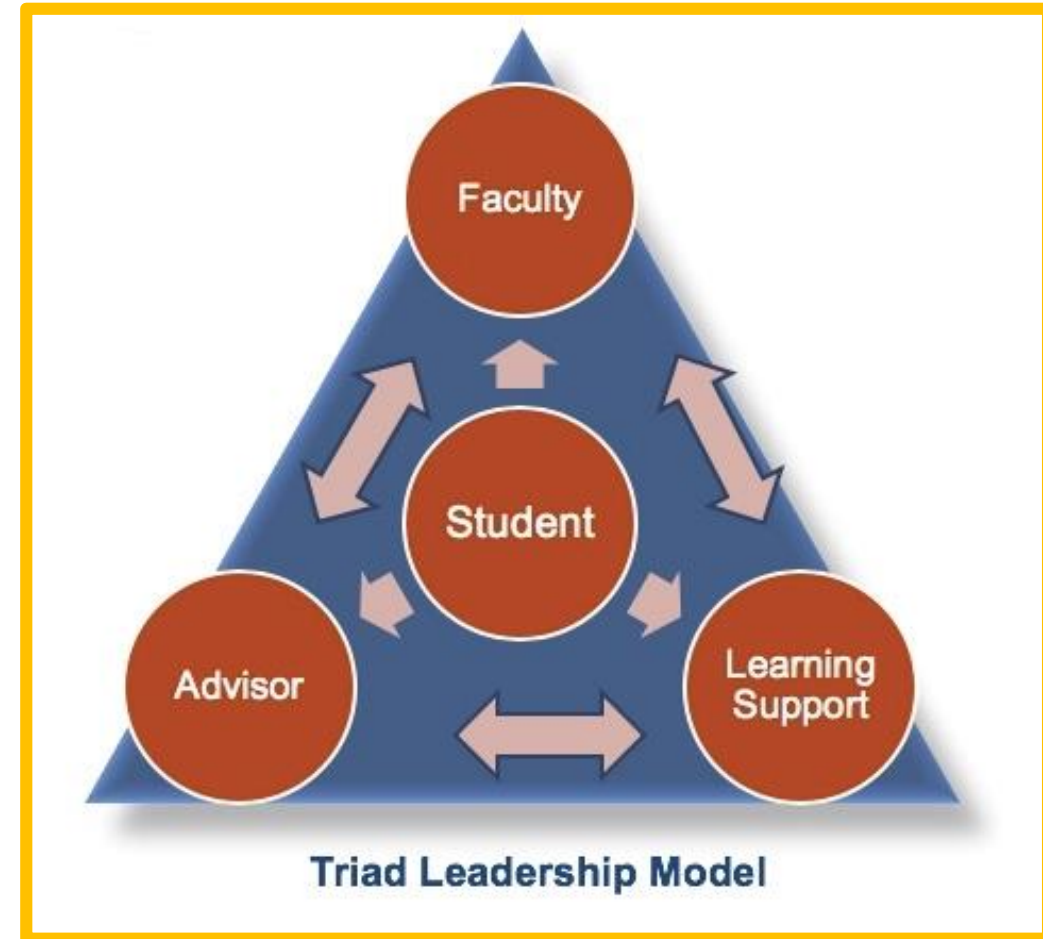 Faculty
Student
Advisor
Learning
Support
Triad Leadership Model